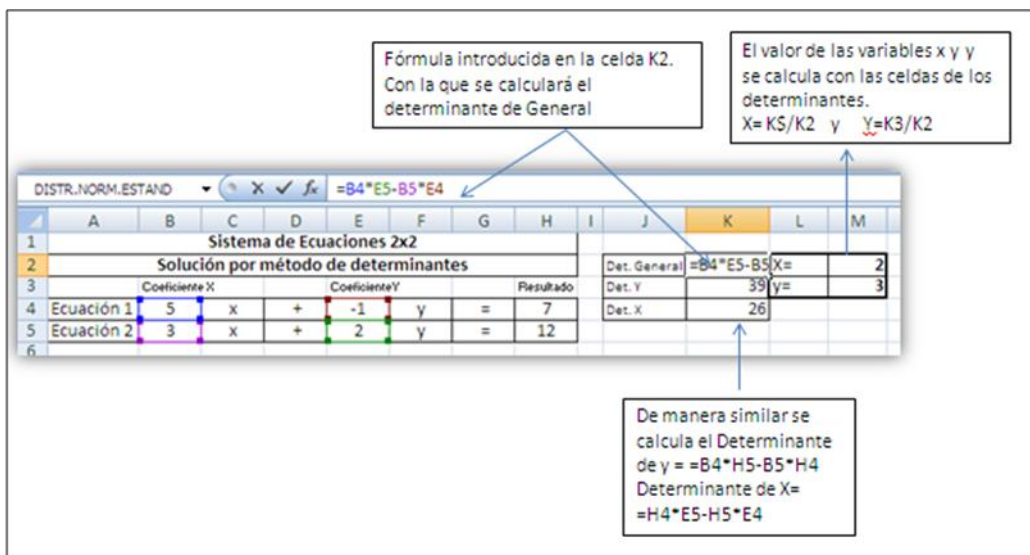 Fórmula introducida en la celda K2.
Con la que se calculará el
determinante de General
El valor de las variables x y y
se calcula con las celdas de los
determinantes.
X= K5/K2 y Y=K3/K2
DISTR.NORM.ESTAND fx =B4*E5-B5*E4
A B C D E F G H I J K L M
1 Sistema de Ecuaciones 2x2
2 Solución por método de determinantes Det. General =B4*E5-B5 X= 2
3 Coeficiente X Coeficiente Y Resultado Det. Y 39 y= 3
4 Ecuación 1 5 x + -1 y = 7 Det. X 26
5 Ecuación 2 3 x + 2 y = 12
6
De manera similar se
calcula el Determinante
de y = =B4*H5-B5*H4
Determinante de X=
=H4*E5-H5*E4